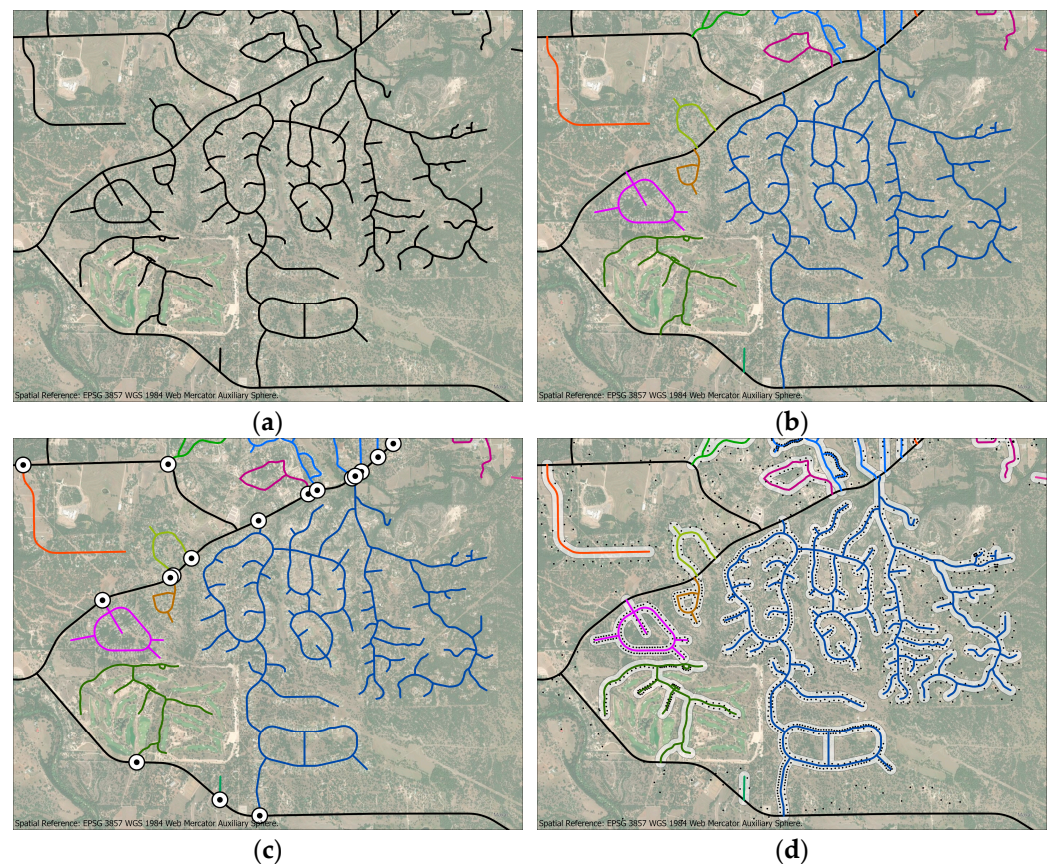 Spatial Reference: EPSG 3857 WGS 1984 Web Mercator Auxiliary Sphere.
Spatial Reference: EPSG 3857 WGS 1984 Web Mercator Auxiliary Sphere.
(a)
(b)
Spatial Reference: EPSG 3857 WGS 1984 Web Mercator Auxiliary Sphere.
Spatial Reference: EPSG 3857 WGS 1984 Web Mercator Auxiliary Sphere.
(c)
(d)